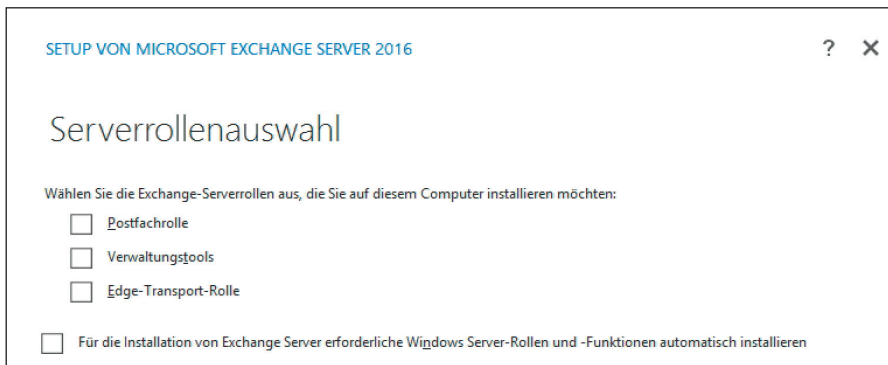 SETUP VON MICROSOFT EXCHANGE SERVER 2016
?
Serverrollenauswahl
Wählen Sie die Exchange-Serverrollen aus, die Sie auf diesem Computer installieren möchten:
Postfachrolle
Verwaltungstools
Edge-Transport-Rolle
Für die Installation von Exchange Server erforderliche Windows Server-Rollen und -Funktionen automatisch installieren